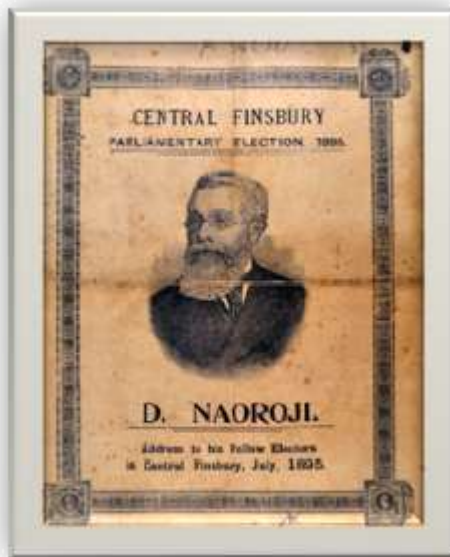 CENTRAL FINSBURY
PARLIAMENTARY ELECTION, 1895.
D. NAOROJI.
Address to his Fellow Electors
in Central Finsbury, July, 1895.